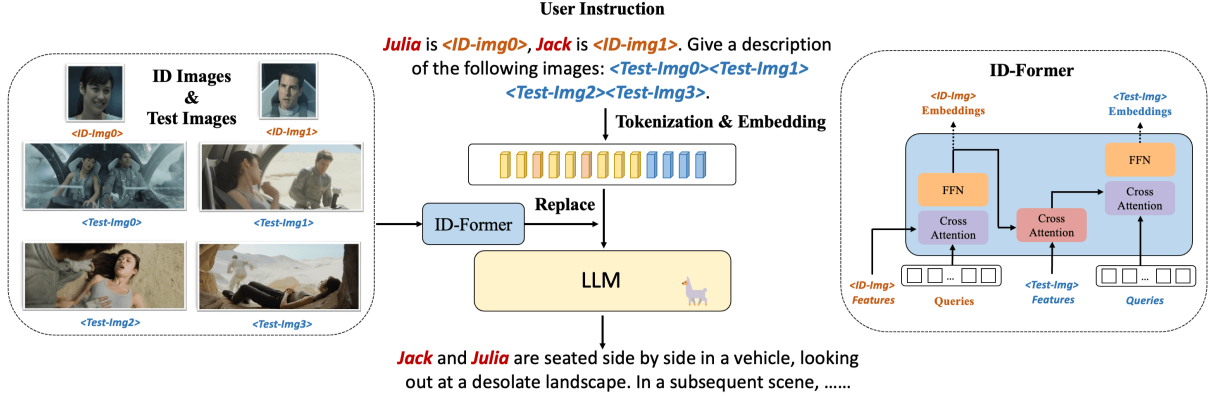 User Instruction
Julia is <ID-img0>, Jack is <ID-img1>. Give a description
of the following images: <Test-Img0><Test-Img1>
<Test-Img2><Test-Img3>.
ID Images
&
Test Images
<ID-Img0>
<ID-Img1>
<Test-Img0>
<Test-Img1>
<Test-Img2>
<Test-Img3>
Tokenization & Embedding
Replace
ID-Former
LLM
Jack and Julia are seated side by side in a vehicle, looking
out at a desolate landscape. In a subsequent scene, ……
ID-Former
<ID-Img>
Embeddings
<Test-Img>
Embeddings
FFN
FFN
Cross
Attention
Cross
Attention
Cross
Attention
...
...
<ID-Img>
Features
Queries
<Test-Img>
Features
Queries